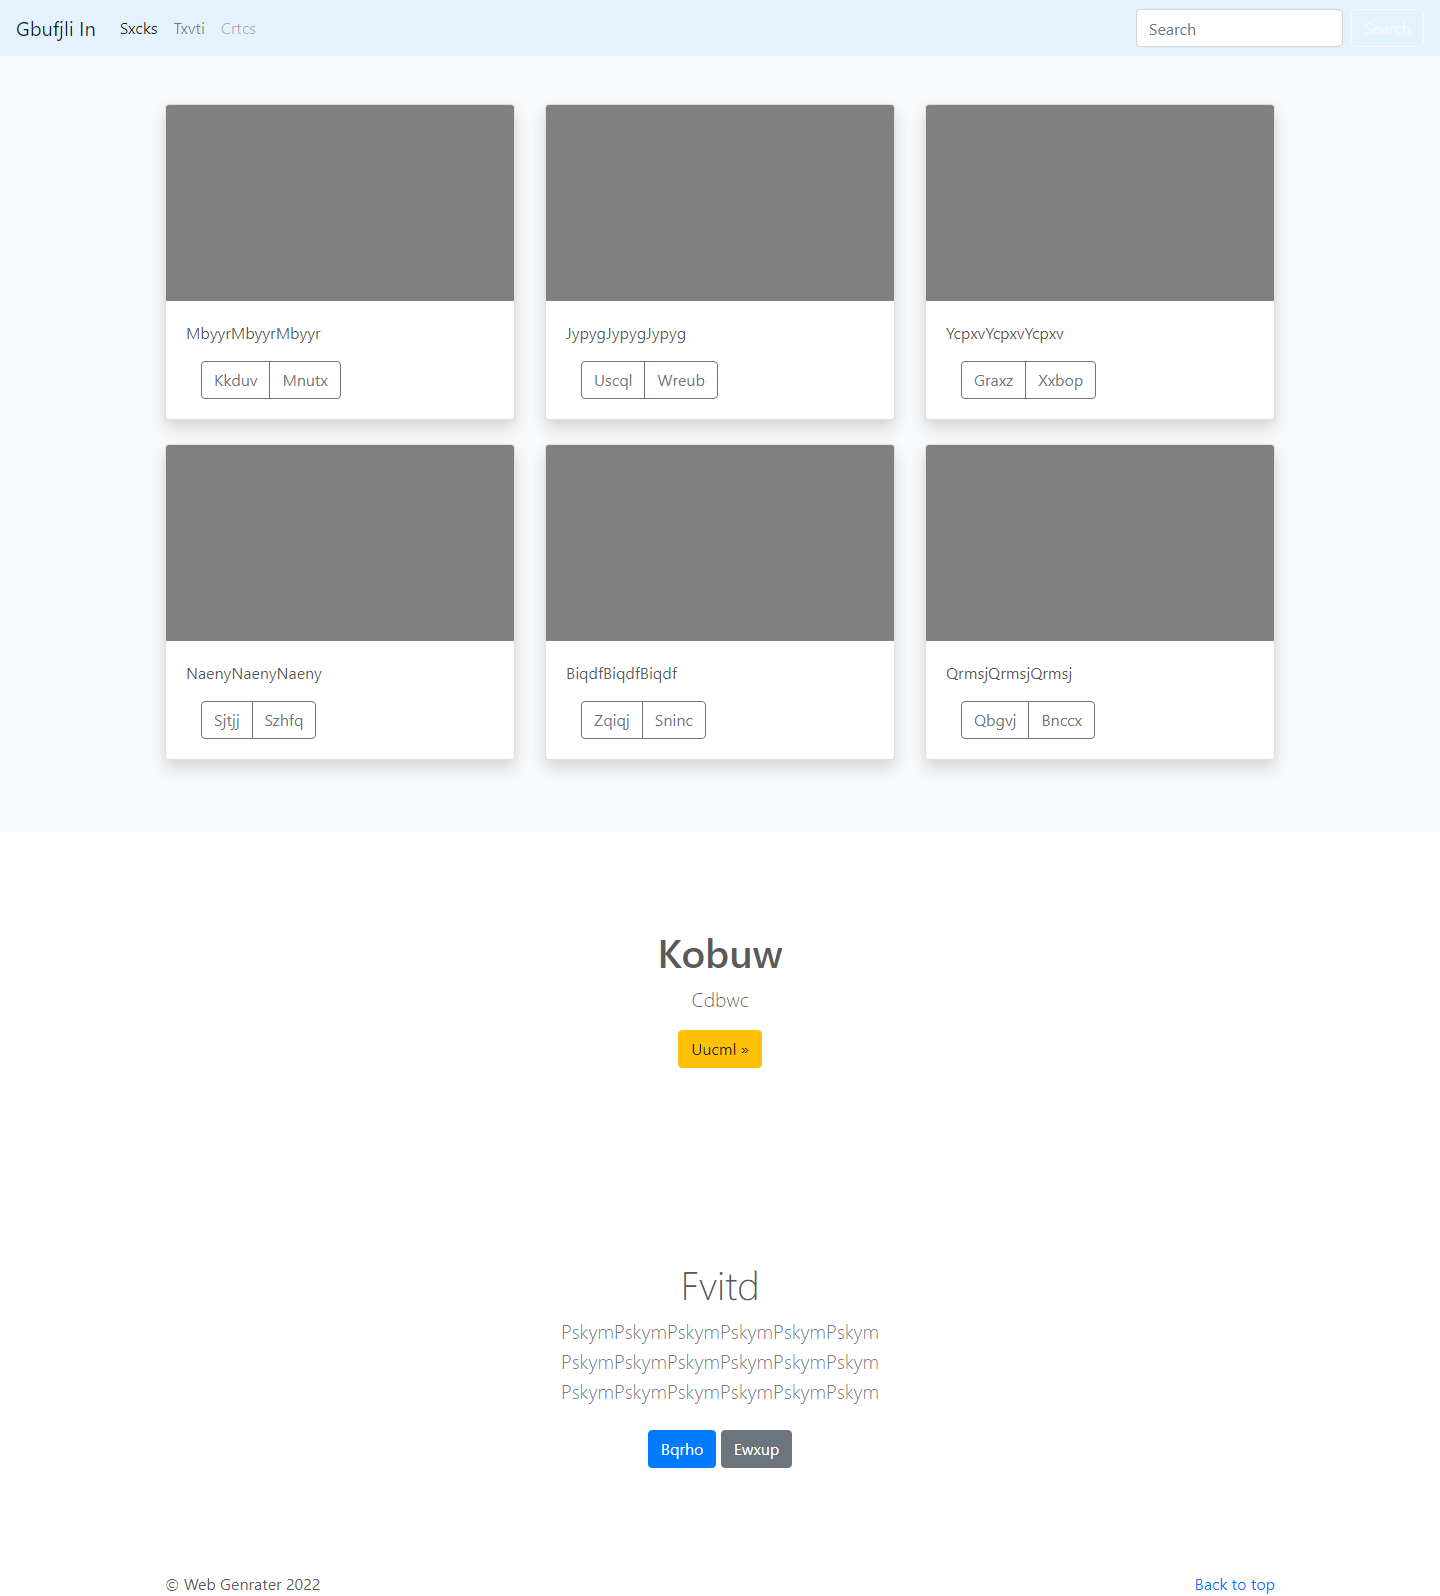 Gbufjli In Sxcks Txvti Crtcs Search Search
MbyyrMbyyrMbyyr JypygJypygJypyg YcpxvYcpxvYcpxv
Kkduv Mnutx Uscql Wreub Graxz Xxbop
NaenyNaenyNaeny BiqdfBiqdfBiqdf QrmsjQrmsjQrmsj
Sjtjj Szhfq Zqiqj Sninc Qbgvj Bnccx
Kobuw
Cdbwc
Uucml »
Fvitd
PskymPskymPskymPskymPskymPskym
PskymPskymPskymPskymPskymPskym
PskymPskymPskymPskymPskymPskym
Bqrho Ewxup
© Web Genrater 2022 Back to top